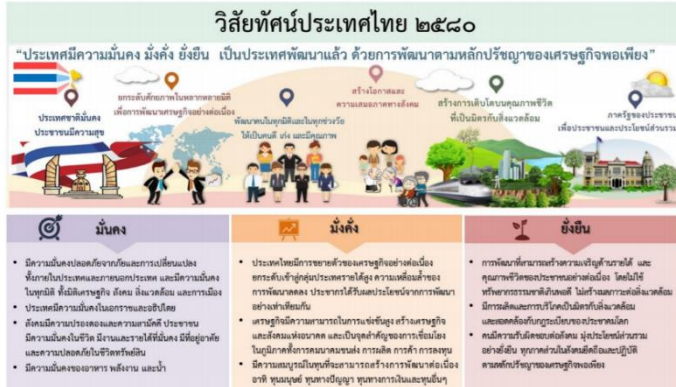 วิสัยทัศน์ประเทศไทย ๒๕๘๐
“ประเทศมีความมั่นคง มั่งคั่ง ยั่งยืน เป็นประเทศพัฒนาแล้ว ด้วยการพัฒนาตามหลักปรัชญาของเศรษฐกิจพอเพียง”
ประเทศชาติมั่นคง
ประชาชนมีความสุข
ยกระดับศักยภาพในหลากหลายมิติ
เพื่อการพัฒนาเศรษฐกิจอย่างต่อเนื่อง
พัฒนาคนในทุกมิติและในทุกช่วงวัย
ให้เป็นคนดี เก่ง และมีคุณภาพ
สร้างโอกาสและ
ความเสมอภาคทางสังคม
สร้างการเติบโตบนคุณภาพชีวิต
ที่เป็นมิตรกับสิ่งแวดล้อม
ภาครัฐของประชาชน
เพื่อประชาชนและประโยชน์ส่วนรวม
มั่นคง
• มีความมั่นคงปลอดภัยจากภัยและการเปลี่ยนแปลง
ทั้งภายในประเทศและภายนอกประเทศ และมีความมั่นคง
ในทุกมิติ ทั้งมิติเศรษฐกิจ สังคม สิ่งแวดล้อม และการเมือง
• ประเทศมีความมั่นคงในเอกราชและอธิปไตย
• สังคมมีความปรองดองและความสามัคคี ประชาชน
มีความมั่นคงในชีวิต มีงานและรายได้ที่มั่นคง มีที่อยู่อาศัย
และความปลอดภัยในชีวิตทรัพย์สิน
• มีความมั่นคงของอาหาร พลังงาน และน้ำ
มั่งคั่ง
• ประเทศไทยมีการขยายตัวของเศรษฐกิจอย่างต่อเนื่อง
ยกระดับเข้าสู่กลุ่มประเทศรายได้สูง ความเหลื่อมล้ำของ
การพัฒนาลดลง ประชากรได้รับผลประโยชน์จากการพัฒนา
อย่างเท่าเทียมกัน
• เศรษฐกิจมีความสามารถในการแข่งขันสูง สร้างเศรษฐกิจ
และสังคมแห่งอนาคต และเป็นจุดสำคัญของการเชื่อมโยง
ในภูมิภาคทั้งการคมนาคมขนส่ง การผลิต การค้า การลงทุน
• มีความสมบูรณ์ในทุนที่จะสามารถสร้างการพัฒนาต่อเนื่อง
อาทิ ทุนมนุษย์ ทุนทางปัญญา ทุนทางการเงินและทุนอื่นๆ
ยั่งยืน
• การพัฒนาที่สามารถสร้างความเจริญด้านรายได้ และ
คุณภาพชีวิตของประชาชนอย่างต่อเนื่อง โดยไม่ใช้
ทรัพยากรธรรมชาติเกินพอดี ไม่สร้างมลภาวะต่อสิ่งแวดล้อม
• มีการผลิตและการบริโภคเป็นมิตรกับสิ่งแวดล้อม
และสอดคล้องกับกฎระเบียบของประชาคมโลก
• คนมีความรับผิดชอบต่อสังคม มุ่งประโยชน์ส่วนรวม
อย่างยั่งยืน ทุกภาคส่วนในสังคมยึดถือและปฏิบัติ
ตามหลักปรัชญาของเศรษฐกิจพอเพียง